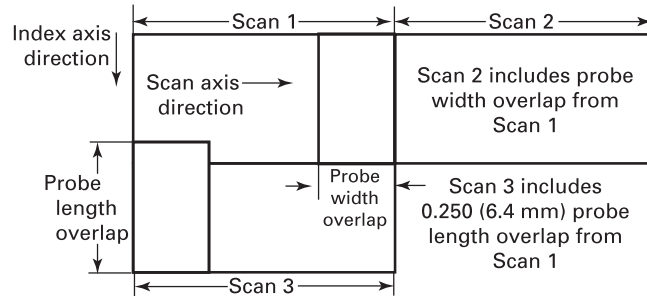 Scan 1
Scan 2
Index axis
direction
Scan axis
direction
Scan 2 includes probe
width overlap from
Scan 1
Probe
length
overlap
Probe
width
overlap
Scan 3 includes
0.250 (6.4 mm) probe
length overlap from
Scan 1
Scan 3